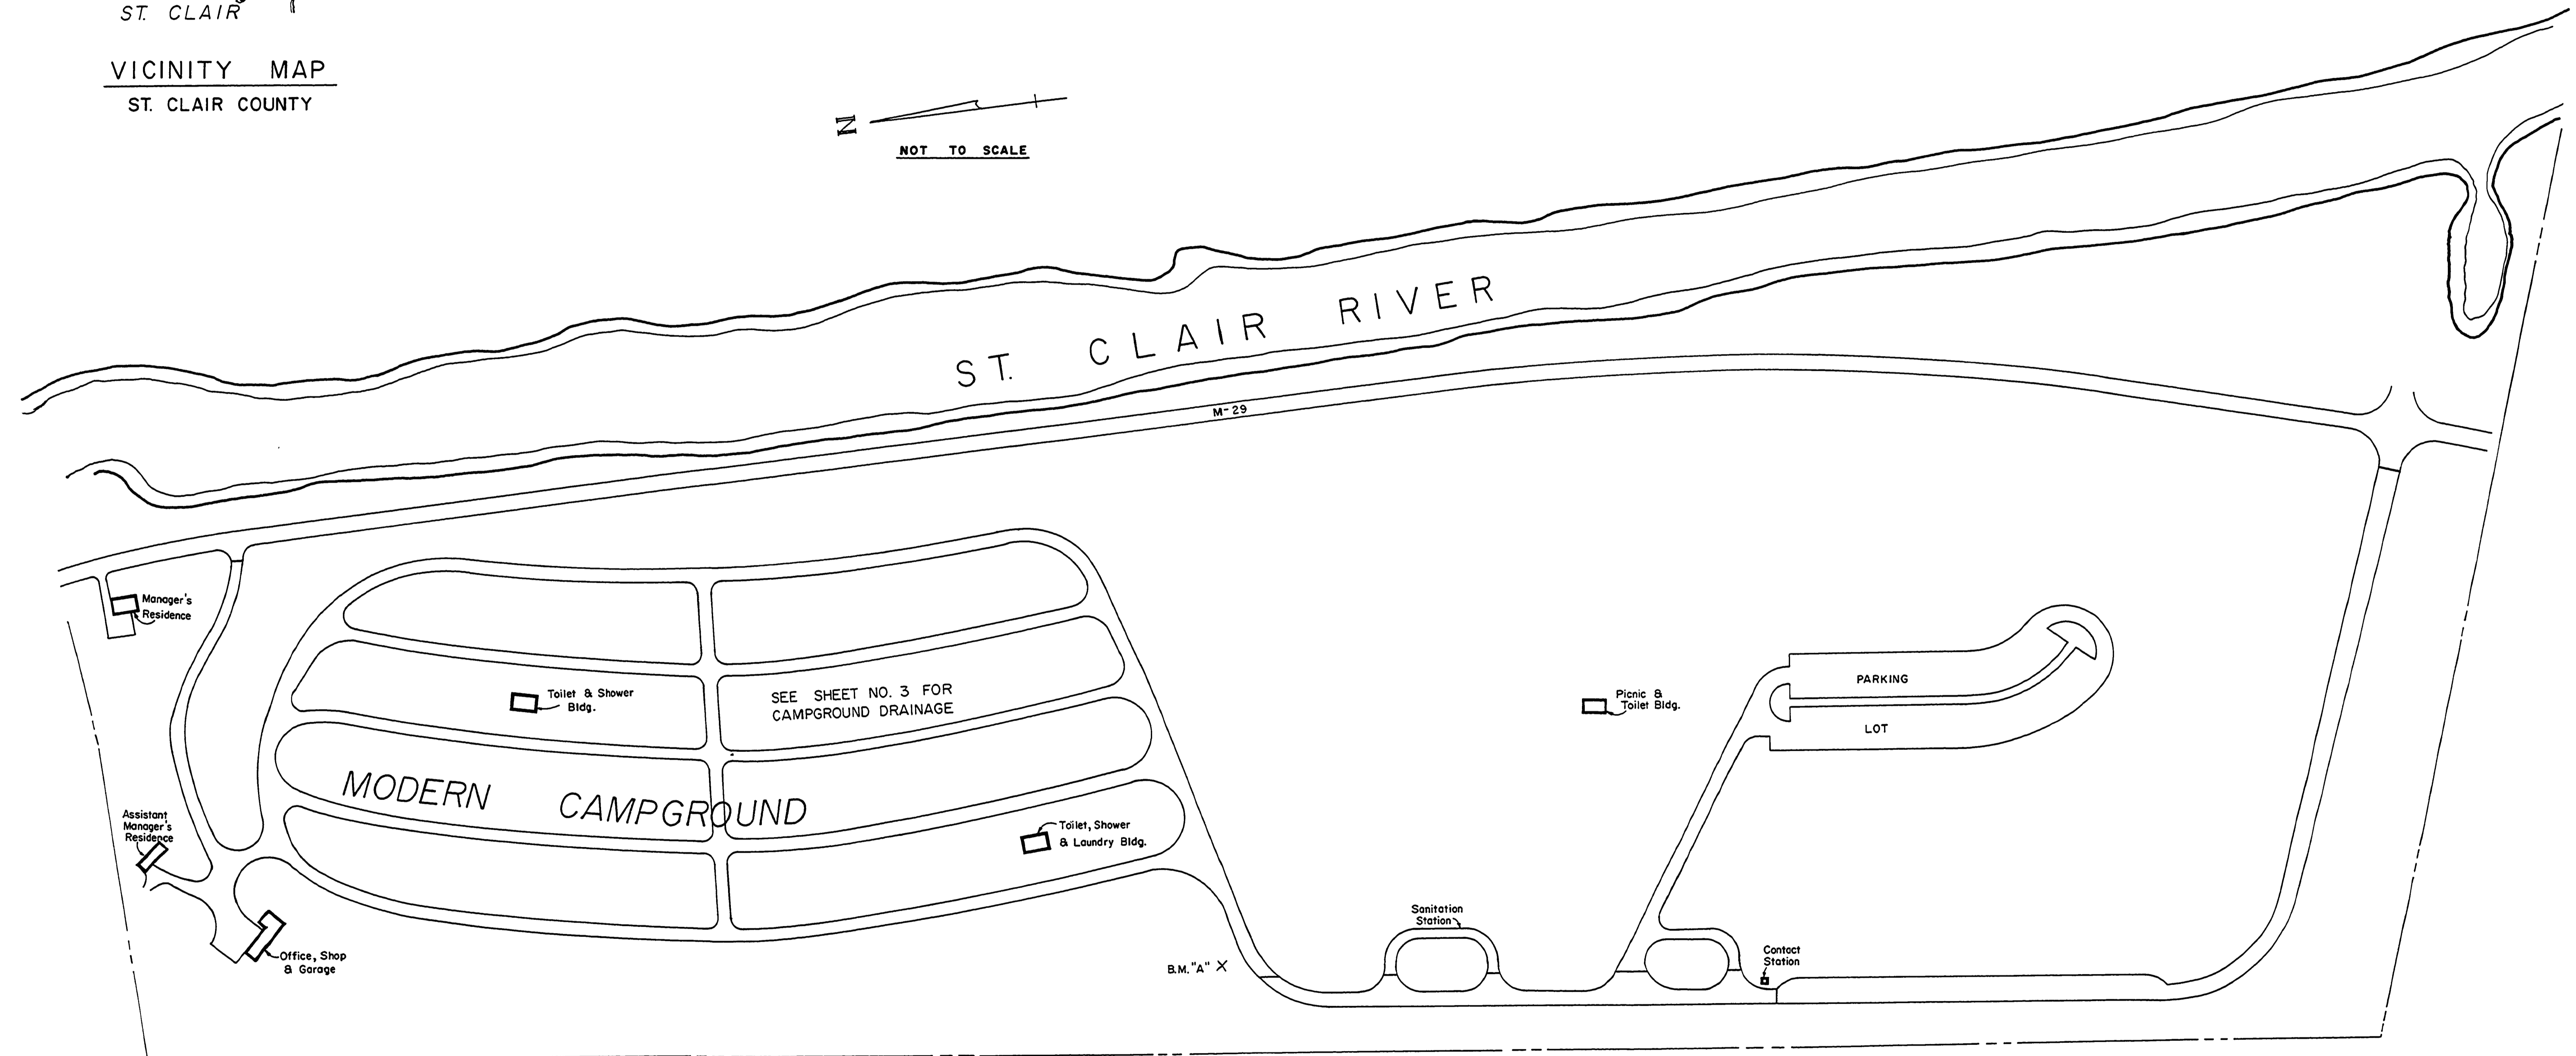 ST. CLAIR
VICINITY MAP
ST. CLAIR COUNTY
N
NOT TO SCALE
ST. CLAIR RIVER
M-29
Manager's
Residence
Toilet & Shower
Bldg.
SEE SHEET NO. 3 FOR
CAMPGROUND DRAINAGE
Picnic &
Toilet Bldg.
PARKING
LOT
MODERN CAMPGROUND
Assistant
Manager's
Residence
Toilet, Shower
& Laundry Bldg.
Office, Shop
& Garage
Sanitation
Station
B.M. "A" X
Contact
Station